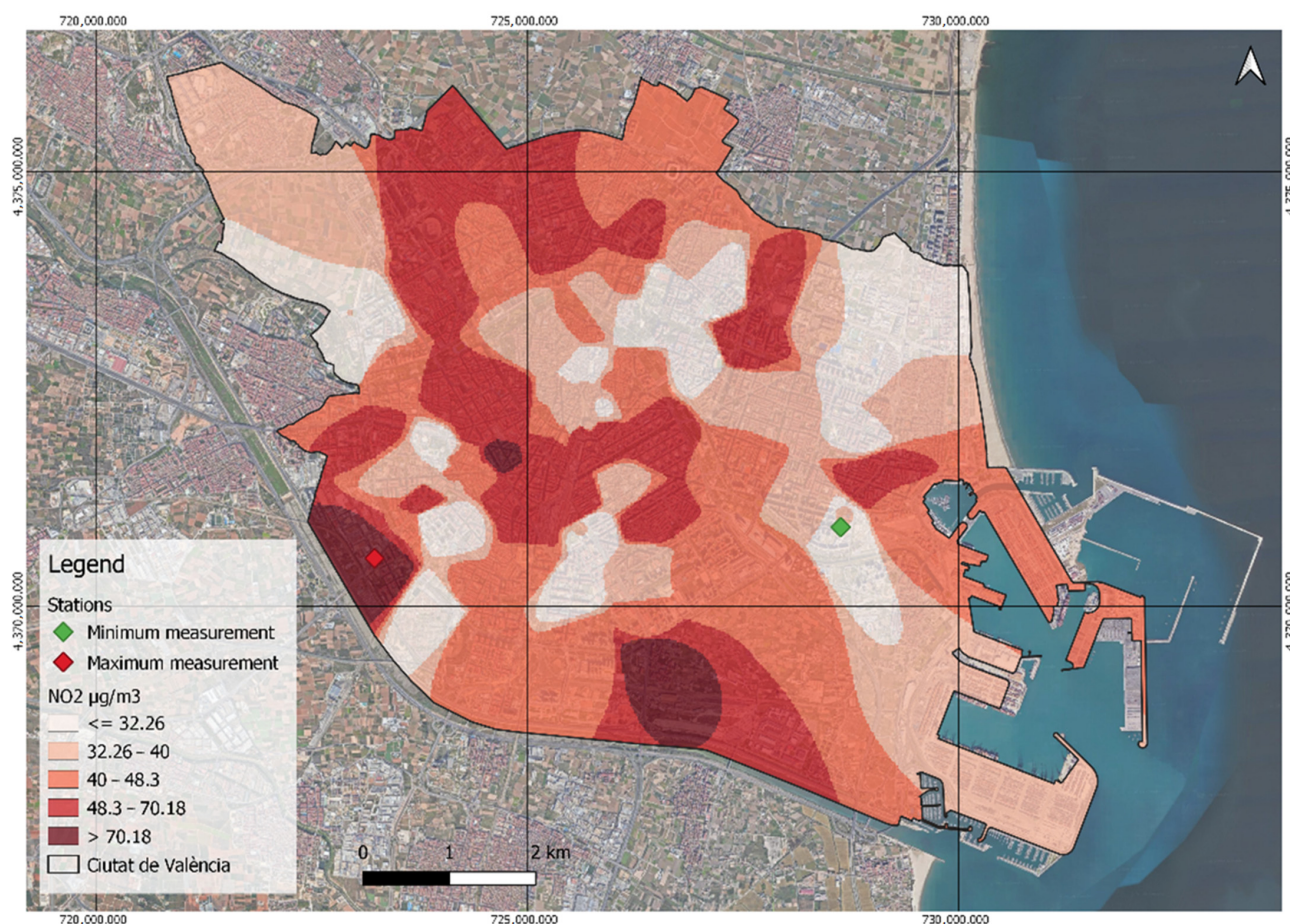 720,000.000 725,000.000 730,000.000
4,375,000.000 4,375,000.000
4,370,000.000 4,370,000.000
Legend
Stations
Minimum measurement
Maximum measurement
NO2 µg/m3
<= 32.26
32.26 – 40
40 – 48.3
48.3 – 70.18
> 70.18
Ciutat de València
0 1 2 km
720,000.000 725,000.000 730,000.000